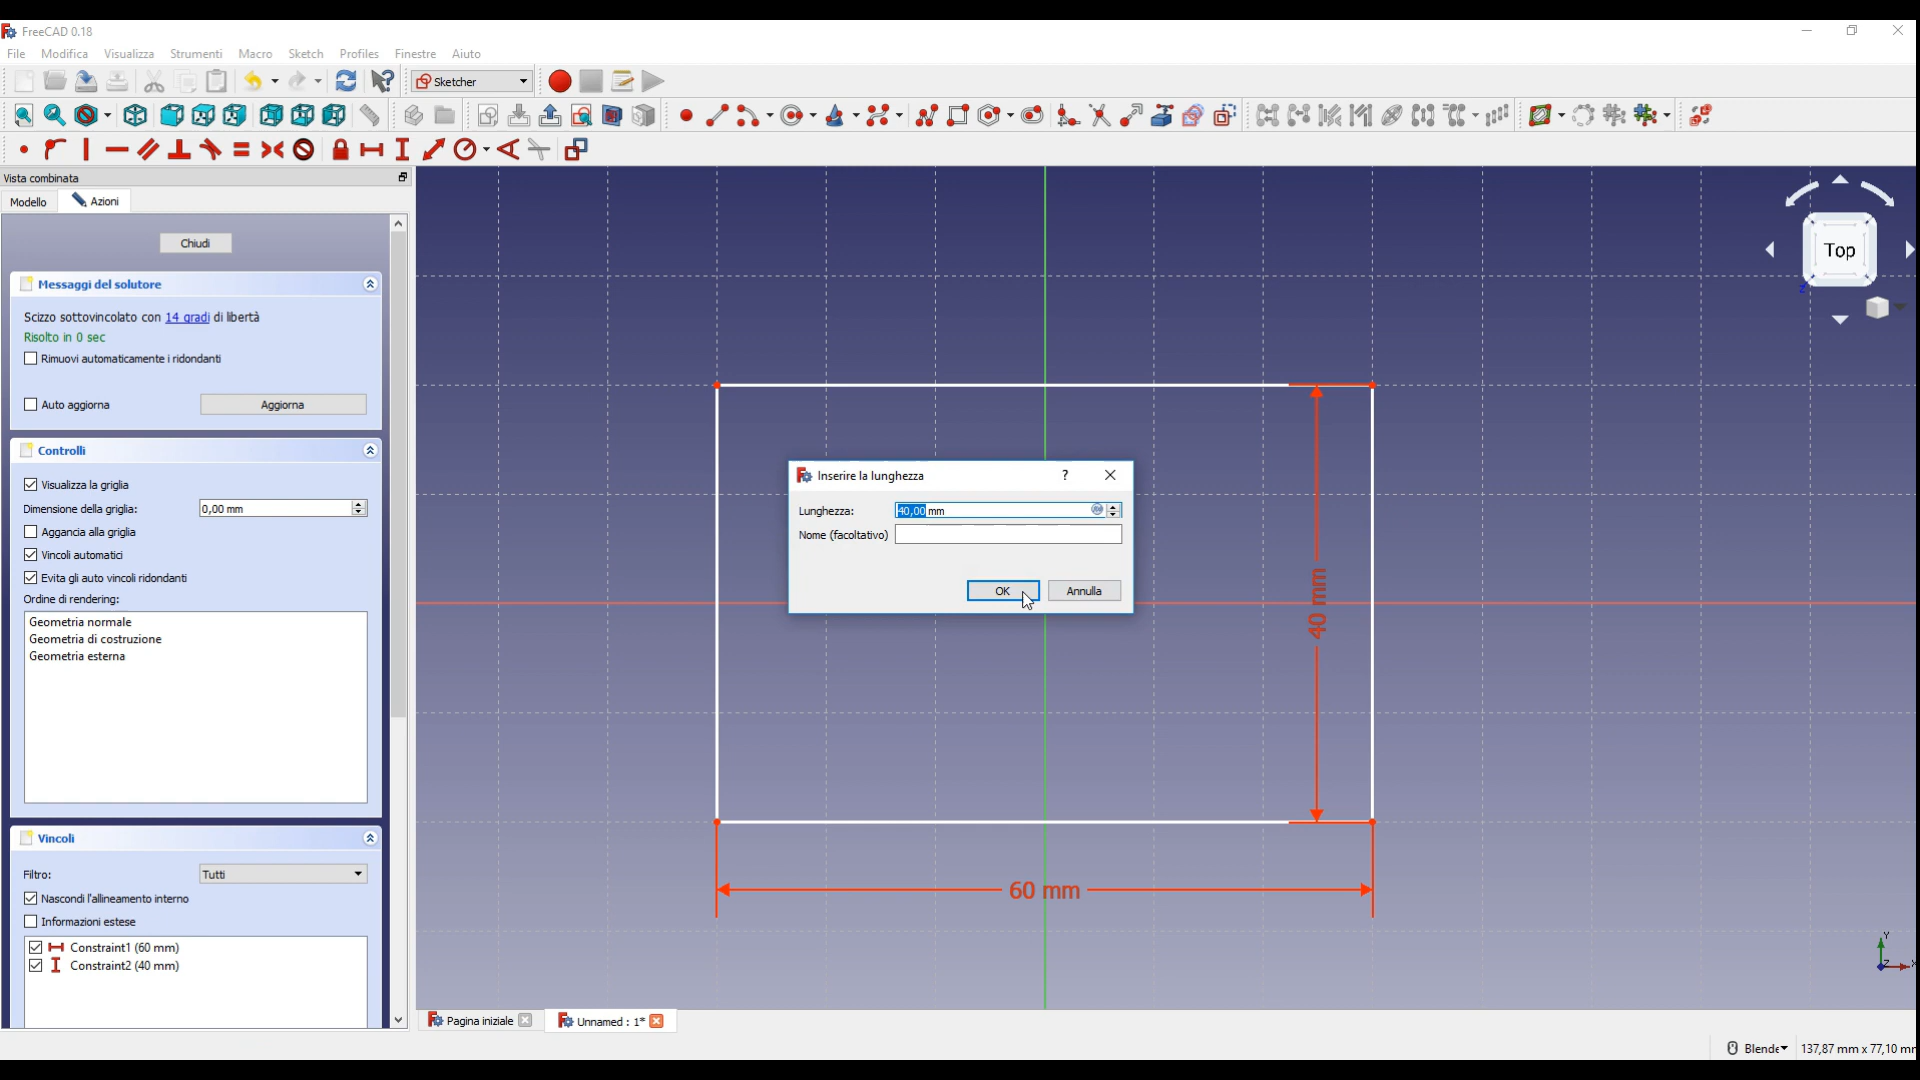 FreeCAD 0.18
File Modifica Visualizza Strumenti Macro Sketch Profiles Finestre Aiuto
Sketcher
Vista combinata
Modello Azioni
Chiudi
Messaggi del solutore
Scizzo sottovincolato con 14 gradi di libertà
Risolto in 0 sec
Rimuovi automaticamente i ridondanti
Auto aggiorna Aggiorna
Controlli
Visualizza la griglia
Dimensione della griglia: 0,00 mm
Aggancia alla griglia
Vincoli automatici
Evita gli auto vincoli ridondanti
Ordine di rendering:
Geometria normale
Geometria di costruzione
Geometria esterna
Vincoli
Filtro: Tutti
Nascondi l'allineamento interno
Informazioni estese
Constraint1 (60 mm)
Constraint2 (40 mm)
Top
Z
Inserire la lunghezza ?
Lunghezza: 40,00 mm
Nome (facoltativo)
OK Annulla
40 mm
60 mm
Y
Z
X
Pagina iniziale Unnamed : 1*
Blende 137,87 mm x 77,10 mm